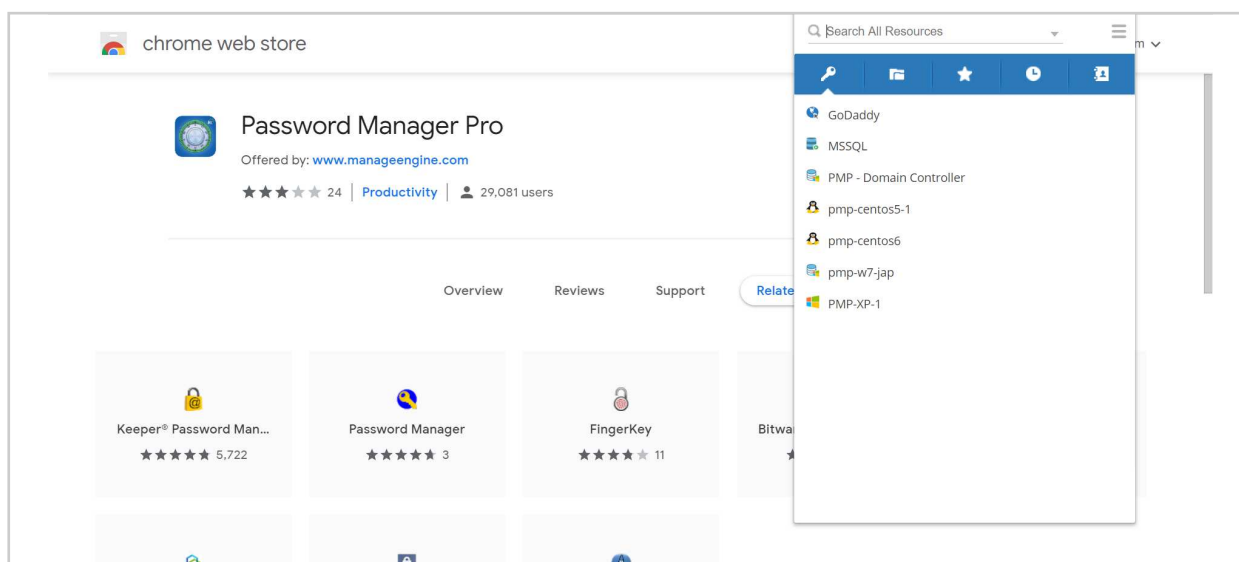 chrome web store
m
Password Manager Pro
Offered by: www.manageengine.com
24 | Productivity | 29,081 users
Overview Reviews Support Relate
Keeper® Password Man...
5,722
Password Manager
3
FingerKey
11
Bitwa
Search All Resources
GoDaddy
MSSQL
PMP - Domain Controller
pmp-centos5-1
pmp-centos6
pmp-w7-jap
PMP-XP-1